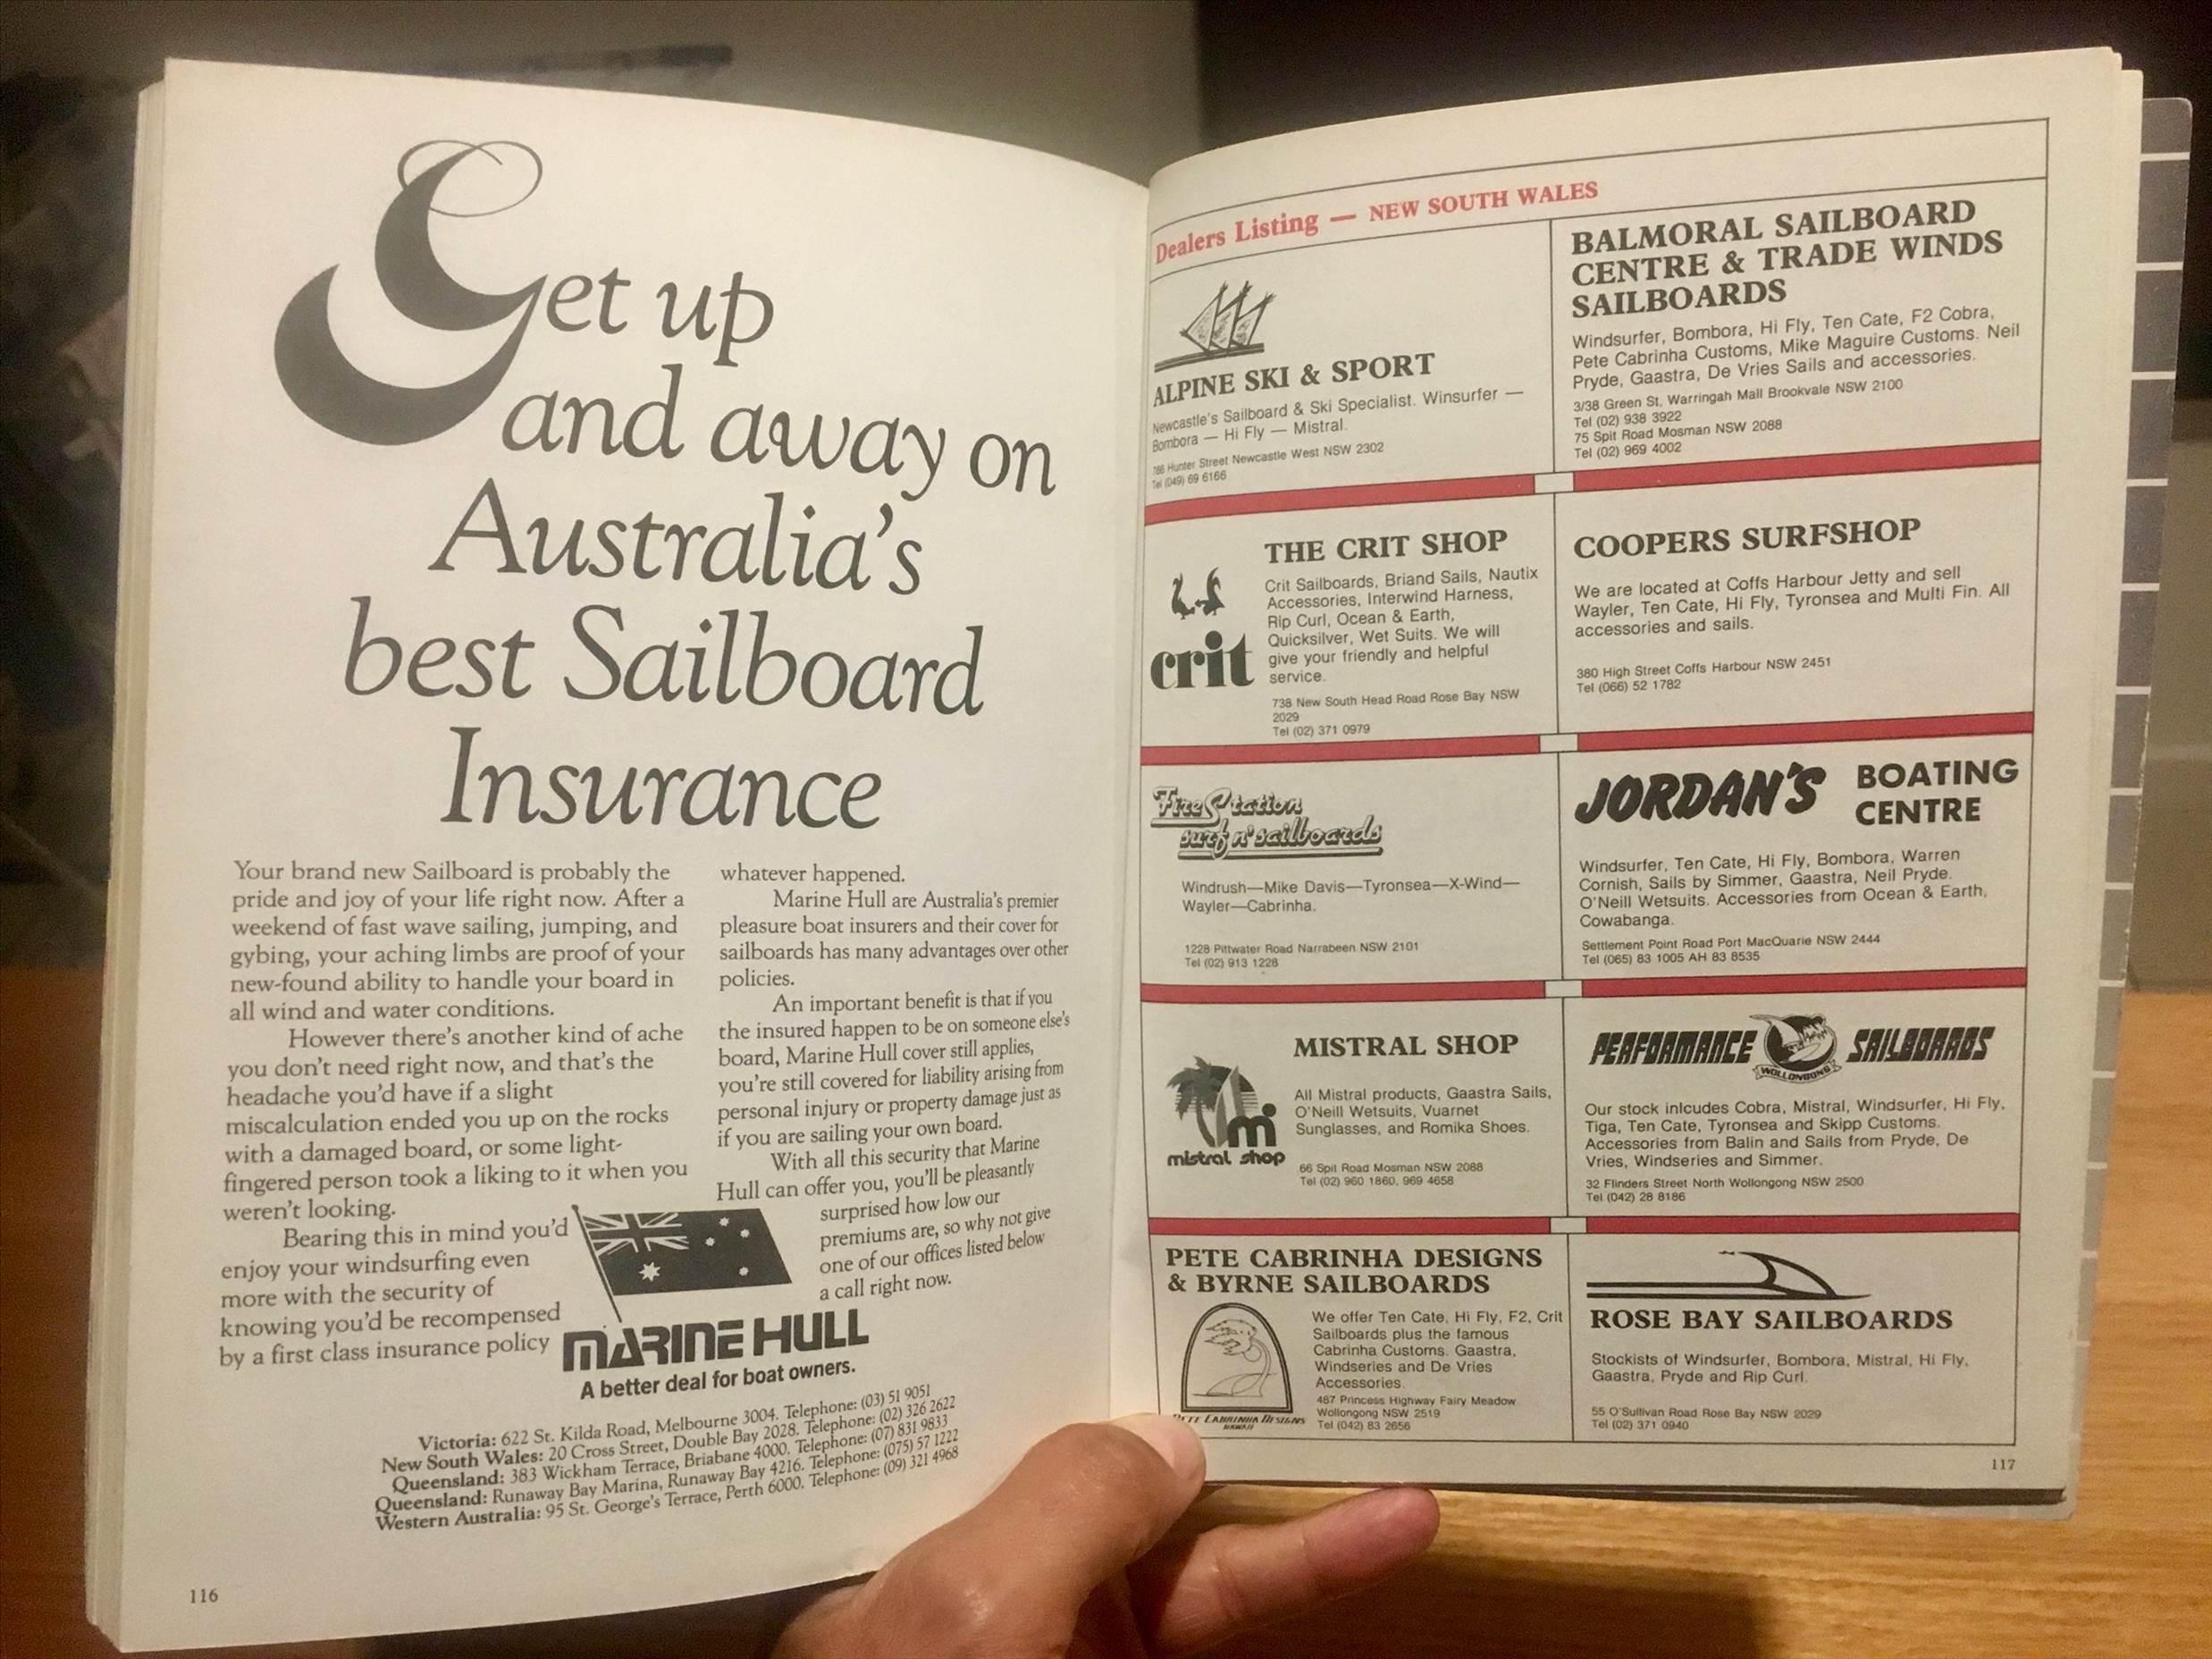 Get up
and away on
Australia's
best Sailboard
Insurance
Your brand new Sailboard is probably the
pride and joy of your life right now. After a
weekend of fast wave sailing, jumping, and
gybing, your aching limbs are proof of your
new-found ability to handle your board in
all wind and water conditions.
However there's another kind of ache
you don't need right now, and that's the
headache you'd have if a slight
miscalculation ended you up on the rocks
with a damaged board, or some light-
fingered person took a liking to it when you
weren't looking.
Bearing this in mind you'd
enjoy your windsurfing even
more with the security of
knowing you'd be recompensed
by a first class insurance policy
whatever happened.
Marine Hull are Australia's premier
pleasure boat insurers and their cover for
sailboards has many advantages over other
policies.
An important benefit is that if you
the insured happen to be on someone else's
board, Marine Hull cover still applies,
you're still covered for liability arising from
personal injury or property damage just as
if you are sailing your own board.
With all this security that Marine
Hull can offer you, you'll be pleasantly
surprised how low our
premiums are, so why not give
one of our offices listed below
a call right now.
MARINE HULL
A better deal for boat owners.
Victoria: 622 St. Kilda Road, Melbourne 3004. Telephone: (03) 51 9051
New South Wales: 20 Cross Street, Double Bay 2028. Telephone: (02) 326 2622
Queensland: 383 Wickham Terrace, Brisbane 4000. Telephone: (07) 831 9833
Queensland: Runaway Bay Marina, Runaway Bay 4216. Telephone: (075) 57 1222
Western Australia: 95 St. George's Terrace, Perth 6000. Telephone: (09) 321 4968
116
Dealers Listing — NEW SOUTH WALES
ALPINE SKI & SPORT
Newcastle's Sailboard & Ski Specialist. Winsurfer —
Bombora — Hi Fly — Mistral.
786 Hunter Street Newcastle West NSW 2302
Tel (049) 69 6166
BALMORAL SAILBOARD
CENTRE & TRADE WINDS
SAILBOARDS
Windsurfer, Bombora, Hi Fly, Ten Cate, F2 Cobra,
Pete Cabrinha Customs, Mike Maguire Customs. Neil
Pryde, Gaastra, De Vries Sails and accessories.
3/38 Green St, Warringah Mall Brookvale NSW 2100
Tel (02) 938 3922
75 Spit Road Mosman NSW 2088
Tel (02) 969 4002
crit
THE CRIT SHOP
Crit Sailboards, Briand Sails, Nautix
Accessories, Interwind Harness,
Rip Curl, Ocean & Earth,
Quicksilver, Wet Suits. We will
give your friendly and helpful
service.
738 New South Head Road Rose Bay NSW
2029
Tel (02) 371 0979
COOPERS SURFSHOP
We are located at Coffs Harbour Jetty and sell
Wayler, Ten Cate, Hi Fly, Tyronsea and Multi Fin. All
accessories and sails.
380 High Street Coffs Harbour NSW 2451
Tel (066) 52 1782
Fire Station
surf n' sailboards
Windrush—Mike Davis—Tyronsea—X-Wind—
Wayler—Cabrinha.
1228 Pittwater Road Narrabeen NSW 2101
Tel (02) 913 1228
JORDAN'S BOATING
CENTRE
Windsurfer, Ten Cate, Hi Fly, Bombora, Warren
Cornish, Sails by Simmer, Gaastra, Neil Pryde.
O'Neill Wetsuits. Accessories from Ocean & Earth,
Cowabanga.
Settlement Point Road Port MacQuarie NSW 2444
Tel (065) 83 1005 AH 83 8535
m
mistral shop
MISTRAL SHOP
All Mistral products, Gaastra Sails,
O'Neill Wetsuits, Vuarnet
Sunglasses, and Romika Shoes.
66 Spit Road Mosman NSW 2088
Tel (02) 960 1860, 969 4658
PERFORMANCE SAILBOARDS
WOLLONGONG
Our stock inlcudes Cobra, Mistral, Windsurfer, Hi Fly,
Tiga, Ten Cate, Tyronsea and Skipp Customs.
Accessories from Balin and Sails from Pryde, De
Vries, Windseries and Simmer.
32 Flinders Street North Wollongong NSW 2500
Tel (042) 28 8186
PETE CABRINHA DESIGNS
& BYRNE SAILBOARDS
PETE CABRINHA DESIGNS
HAWAII
We offer Ten Cate, Hi Fly, F2, Crit
Sailboards plus the famous
Cabrinha Customs. Gaastra,
Windseries and De Vries
Accessories.
487 Princess Highway Fairy Meadow
Wollongong NSW 2519
Tel (042) 83 2656
ROSE BAY SAILBOARDS
Stockists of Windsurfer, Bombora, Mistral, Hi Fly,
Gaastra, Pryde and Rip Curl.
55 O'Sullivan Road Rose Bay NSW 2029
Tel (02) 371 0940
117